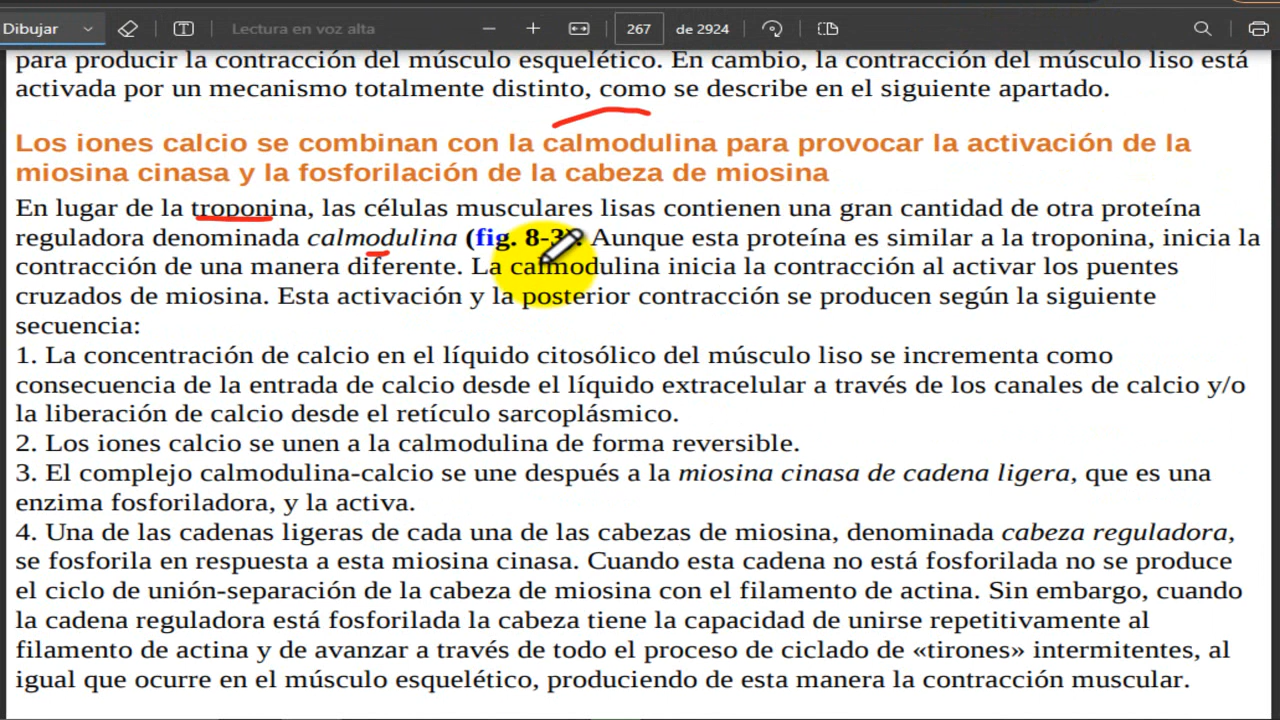 Dibujar
Lectura en voz alta
267 de 2924
para producir la contracción del músculo esquelético. En cambio, la contracción del músculo liso está
activada por un mecanismo totalmente distinto, como se describe en el siguiente apartado.
Los iones calcio se combinan con la calmodulina para provocar la activación de la
miosina cinasa y la fosforilación de la cabeza de miosina
En lugar de la troponina, las células musculares lisas contienen una gran cantidad de otra proteína
reguladora denominada calmodulina (fig. 8-3). Aunque esta proteína es similar a la troponina, inicia la
contracción de una manera diferente. La calmodulina inicia la contracción al activar los puentes
cruzados de miosina. Esta activación y la posterior contracción se producen según la siguiente
secuencia:
1. La concentración de calcio en el líquido citosólico del músculo liso se incrementa como
consecuencia de la entrada de calcio desde el líquido extracelular a través de los canales de calcio y/o
la liberación de calcio desde el retículo sarcoplásmico.
2. Los iones calcio se unen a la calmodulina de forma reversible.
3. El complejo calmodulina-calcio se une después a la miosina cinasa de cadena ligera, que es una
enzima fosforiladora, y la activa.
4. Una de las cadenas ligeras de cada una de las cabezas de miosina, denominada cabeza reguladora,
se fosforila en respuesta a esta miosina cinasa. Cuando esta cadena no está fosforilada no se produce
el ciclo de unión-separación de la cabeza de miosina con el filamento de actina. Sin embargo, cuando
la cadena reguladora está fosforilada la cabeza tiene la capacidad de unirse repetitivamente al
filamento de actina y de avanzar a través de todo el proceso de ciclado de «tirones» intermitentes, al
igual que ocurre en el músculo esquelético, produciendo de esta manera la contracción muscular.